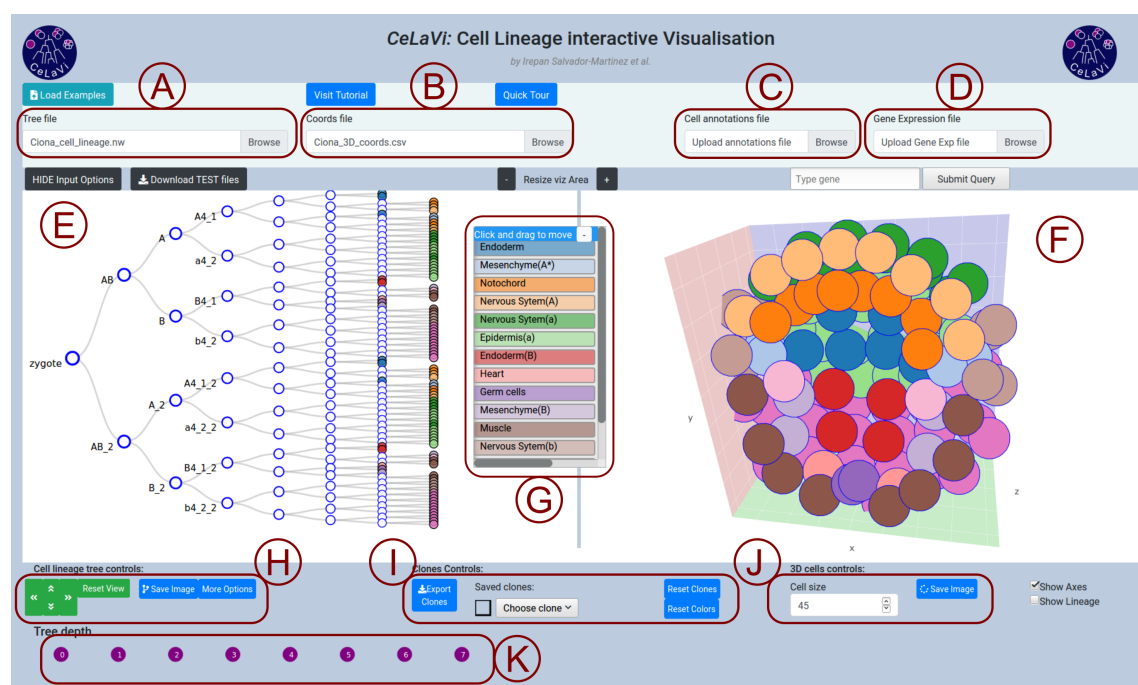 CeLaVi: Cell Lineage interactive Visualisation
by Irepan Salvador-Martinez et al.
CeLaVi
CeLaVi
A
B
C
D
Load Examples
Visit Tutorial
Quick Tour
Tree file
Coords file
Cell annotations file
Gene Expression file
Ciona_cell_lineage.nw
Browse
Ciona_3D_coords.csv
Browse
Upload annotations file
Browse
Upload Gene Exp file
Browse
HIDE Input Options
Download TEST files
-
Resize viz Area
+
Type gene
Submit Query
E
zygote
AB
AB_2
A
B
A_2
B_2
A4_1
a4_2
B4_1
b4_2
A4_1_2
a4_2_2
B4_1_2
b4_2_2
Click and drag to move
-
Endoderm
Mesenchyme(A*)
Notochord
Nervous Sytem(A)
Nervous Sytem(a)
Epidermis(a)
Endoderm(B)
Heart
Germ cells
Mesenchyme(B)
Muscle
Nervous Sytem(b)
G
F
y
z
x
H
I
J
Cell lineage tree controls:
Clones Controls:
3D cells controls:
Reset View
Save Image
More Options
Export Clones
Saved clones:
Choose clone
Reset Clones
Reset Colors
Cell size
45
Save Image
Show Axes
Show Lineage
Tree depth
0
1
2
3
4
5
6
7
K